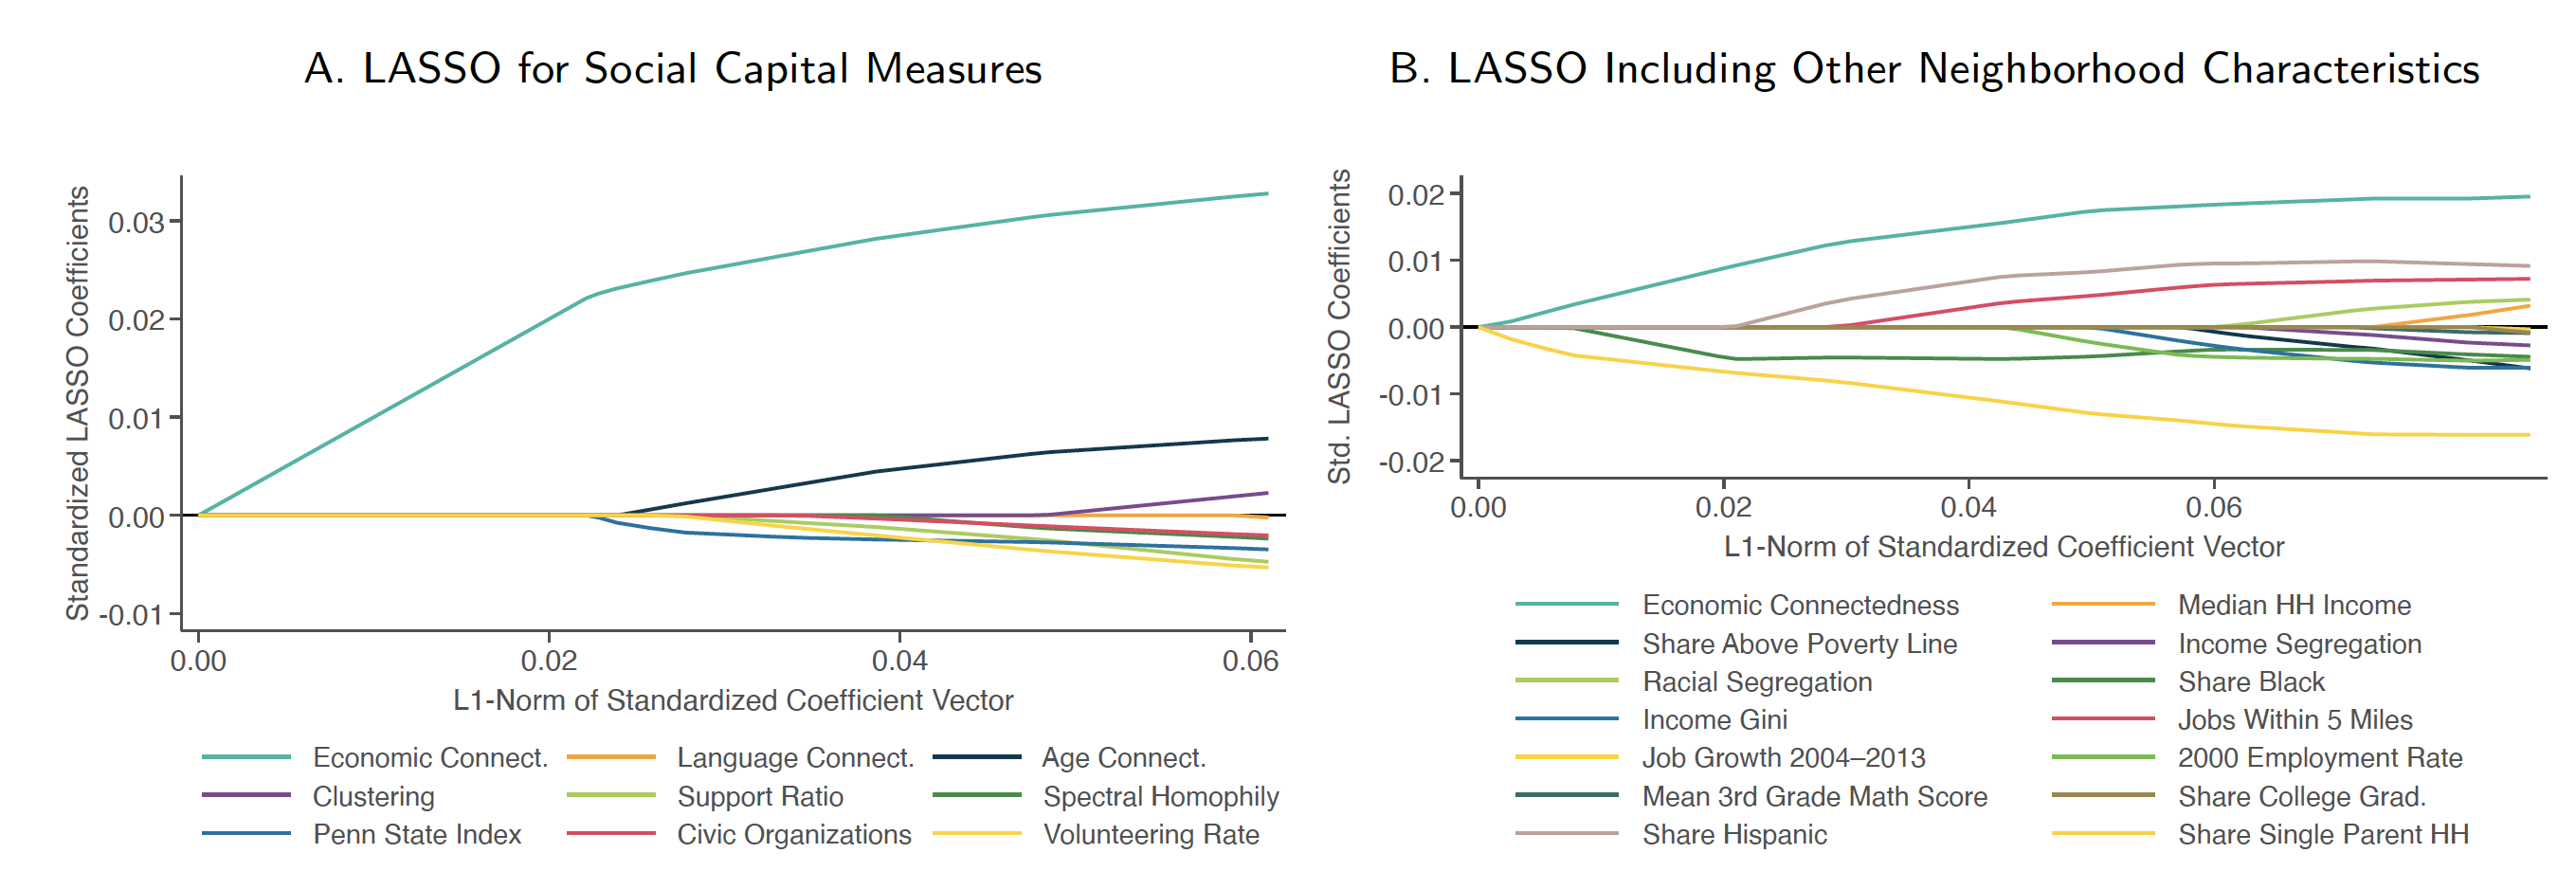 A. LASSO for Social Capital Measures
Standardized LASSO Coefficients
0.03
0.02
0.01
0.00
-0.01
0.00 0.02 0.04 0.06
L1-Norm of Standardized Coefficient Vector
Economic Connect. Language Connect. Age Connect.
Clustering Support Ratio Spectral Homophily
Penn State Index Civic Organizations Volunteering Rate
B. LASSO Including Other Neighborhood Characteristics
Std. LASSO Coefficients
0.02
0.01
0.00
-0.01
-0.02
0.00 0.02 0.04 0.06
L1-Norm of Standardized Coefficient Vector
Economic Connectedness Median HH Income
Share Above Poverty Line Income Segregation
Racial Segregation Share Black
Income Gini Jobs Within 5 Miles
Job Growth 2004–2013 2000 Employment Rate
Mean 3rd Grade Math Score Share College Grad.
Share Hispanic Share Single Parent HH